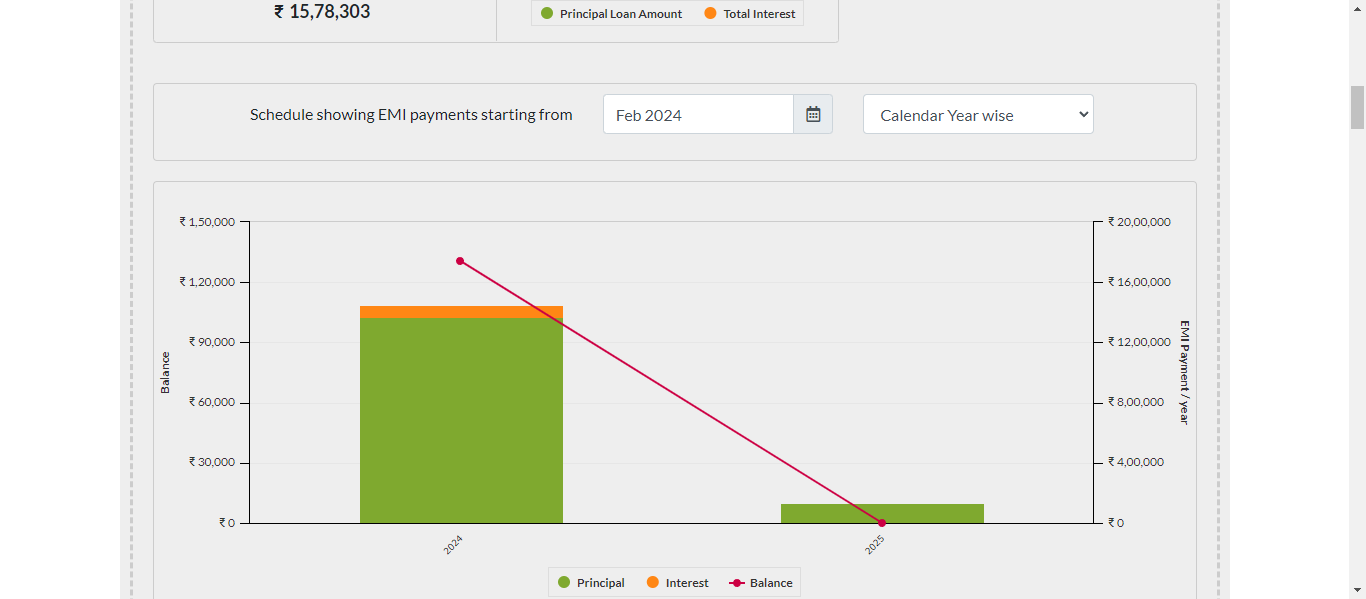 ₹ 15,78,303
Principal Loan Amount Total Interest
Schedule showing EMI payments starting from Feb 2024 Calendar Year wise
₹ 1,50,000
₹ 1,20,000
₹ 90,000
₹ 60,000
₹ 30,000
₹ 0
Balance
₹ 20,00,000
₹ 16,00,000
₹ 12,00,000
₹ 8,00,000
₹ 4,00,000
₹ 0
EMI Payment / year
2024 2025
Principal Interest Balance